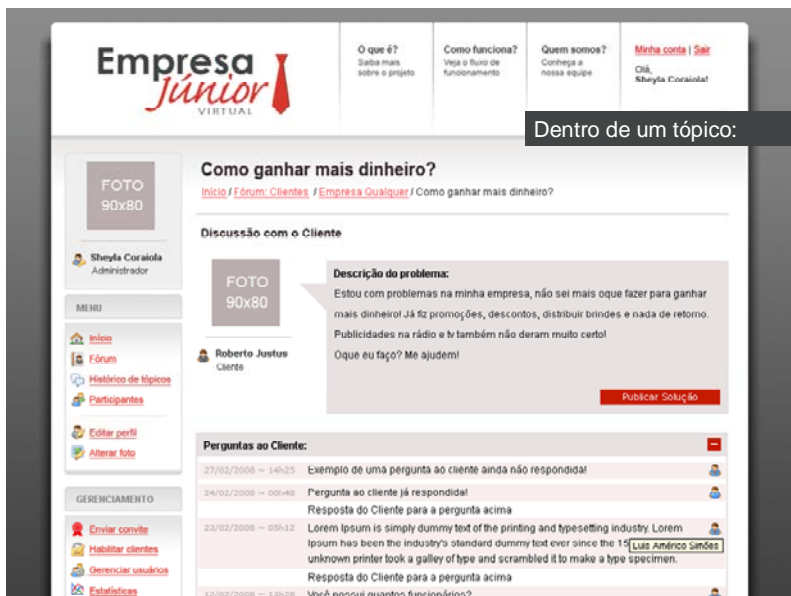 Empresa
Júnior
VIRTUAL
O que é?
Saiba mais
sobre o projeto
Como funciona?
Veja o fluxo de
funcionamento
Quem somos?
Conheça a
nossa equipe
Minha conta | Sair
Olá,
Sheyla Coraiola!
Dentro de um tópico:
FOTO
90x80
Sheyla Coraiola
Administrador
MENU
Início
Fórum
Histórico de tópicos
Participantes
Editar perfil
Alterar foto
GERENCIAMENTO
Enviar convite
Habilitar clientes
Gerenciar usuários
Estatísticas
Como ganhar mais dinheiro?
Início / Fórum: Clientes / Empresa Qualquer / Como ganhar mais dinheiro?
Discussão com o Cliente
FOTO
90x80
Roberto Justus
Cliente
Descrição do problema:
Estou com problemas na minha empresa, não sei mais oque fazer para ganhar
mais dinheiro! Já fiz promoções, descontos, distribuir brindes e nada de retorno.
Publicidades na rádio e tv também não deram muito certo!
Oque eu faço? Me ajudem!
Publicar Solução
Perguntas ao Cliente:
27/02/2008 ~ 14h25 Exemplo de uma pergunta ao cliente ainda não respondida!
24/02/2008 ~ 00h48 Pergunta ao cliente já respondida!
Resposta do Cliente para a pergunta acima
23/02/2008 ~ 05h12 Lorem Ipsum is simply dummy text of the printing and typesetting industry. Lorem
Ipsum has been the industry's standard dummy text ever since the 15
Luis Américo Simões
unknown printer took a galley of type and scrambled it to make a type specimen.
Resposta do Cliente para a pergunta acima
12/02/2008 ~ 13h28 Você possui quantos funcionários?